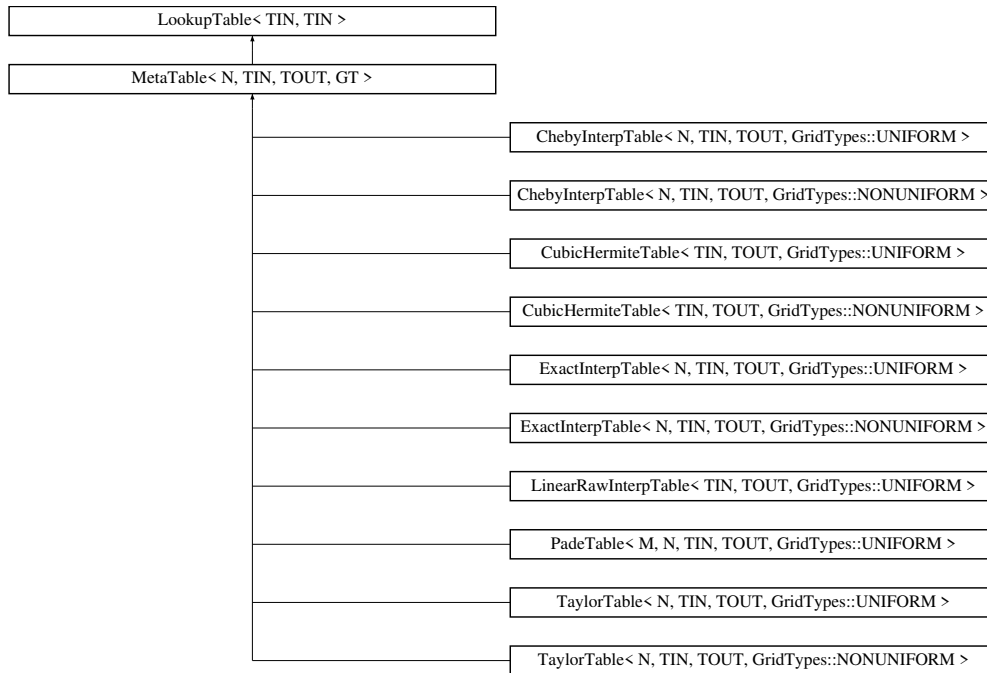 LookupTable< TIN, TIN >
MetaTable< N, TIN, TOUT, GT >
ChebyInterpTable< N, TIN, TOUT, GridTypes::UNIFORM >
ChebyInterpTable< N, TIN, TOUT, GridTypes::NONUNIFORM >
CubicHermiteTable< TIN, TOUT, GridTypes::UNIFORM >
CubicHermiteTable< TIN, TOUT, GridTypes::NONUNIFORM >
ExactInterpTable< N, TIN, TOUT, GridTypes::UNIFORM >
ExactInterpTable< N, TIN, TOUT, GridTypes::NONUNIFORM >
LinearRawInterpTable< TIN, TOUT, GridTypes::UNIFORM >
PadeTable< M, N, TIN, TOUT, GridTypes::UNIFORM >
TaylorTable< N, TIN, TOUT, GridTypes::UNIFORM >
TaylorTable< N, TIN, TOUT, GridTypes::NONUNIFORM >